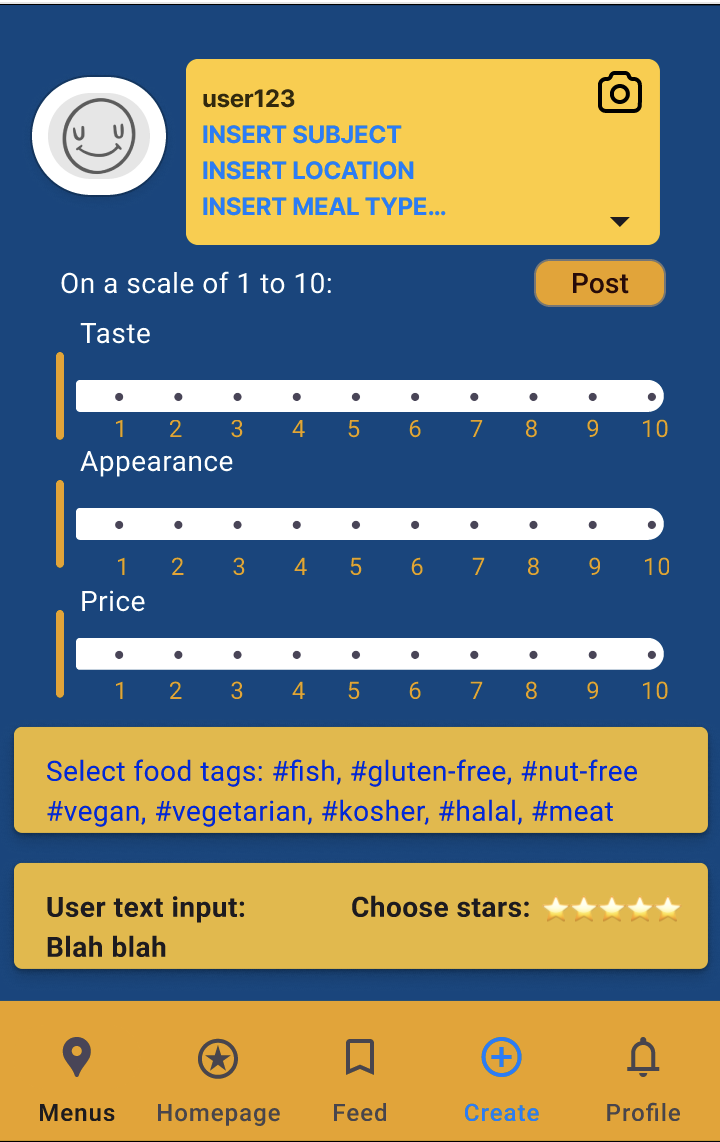 user123
INSERT SUBJECT
INSERT LOCATION
INSERT MEAL TYPE...
On a scale of 1 to 10:
Post
Taste
1 2 3 4 5 6 7 8 9 10
Appearance
1 2 3 4 5 6 7 8 9 10
Price
1 2 3 4 5 6 7 8 9 10
Select food tags: #fish, #gluten-free, #nut-free
#vegan, #vegetarian, #kosher, #halal, #meat
User text input: Choose stars: ⭐⭐⭐⭐⭐
Blah blah
Menus Homepage Feed Create Profile